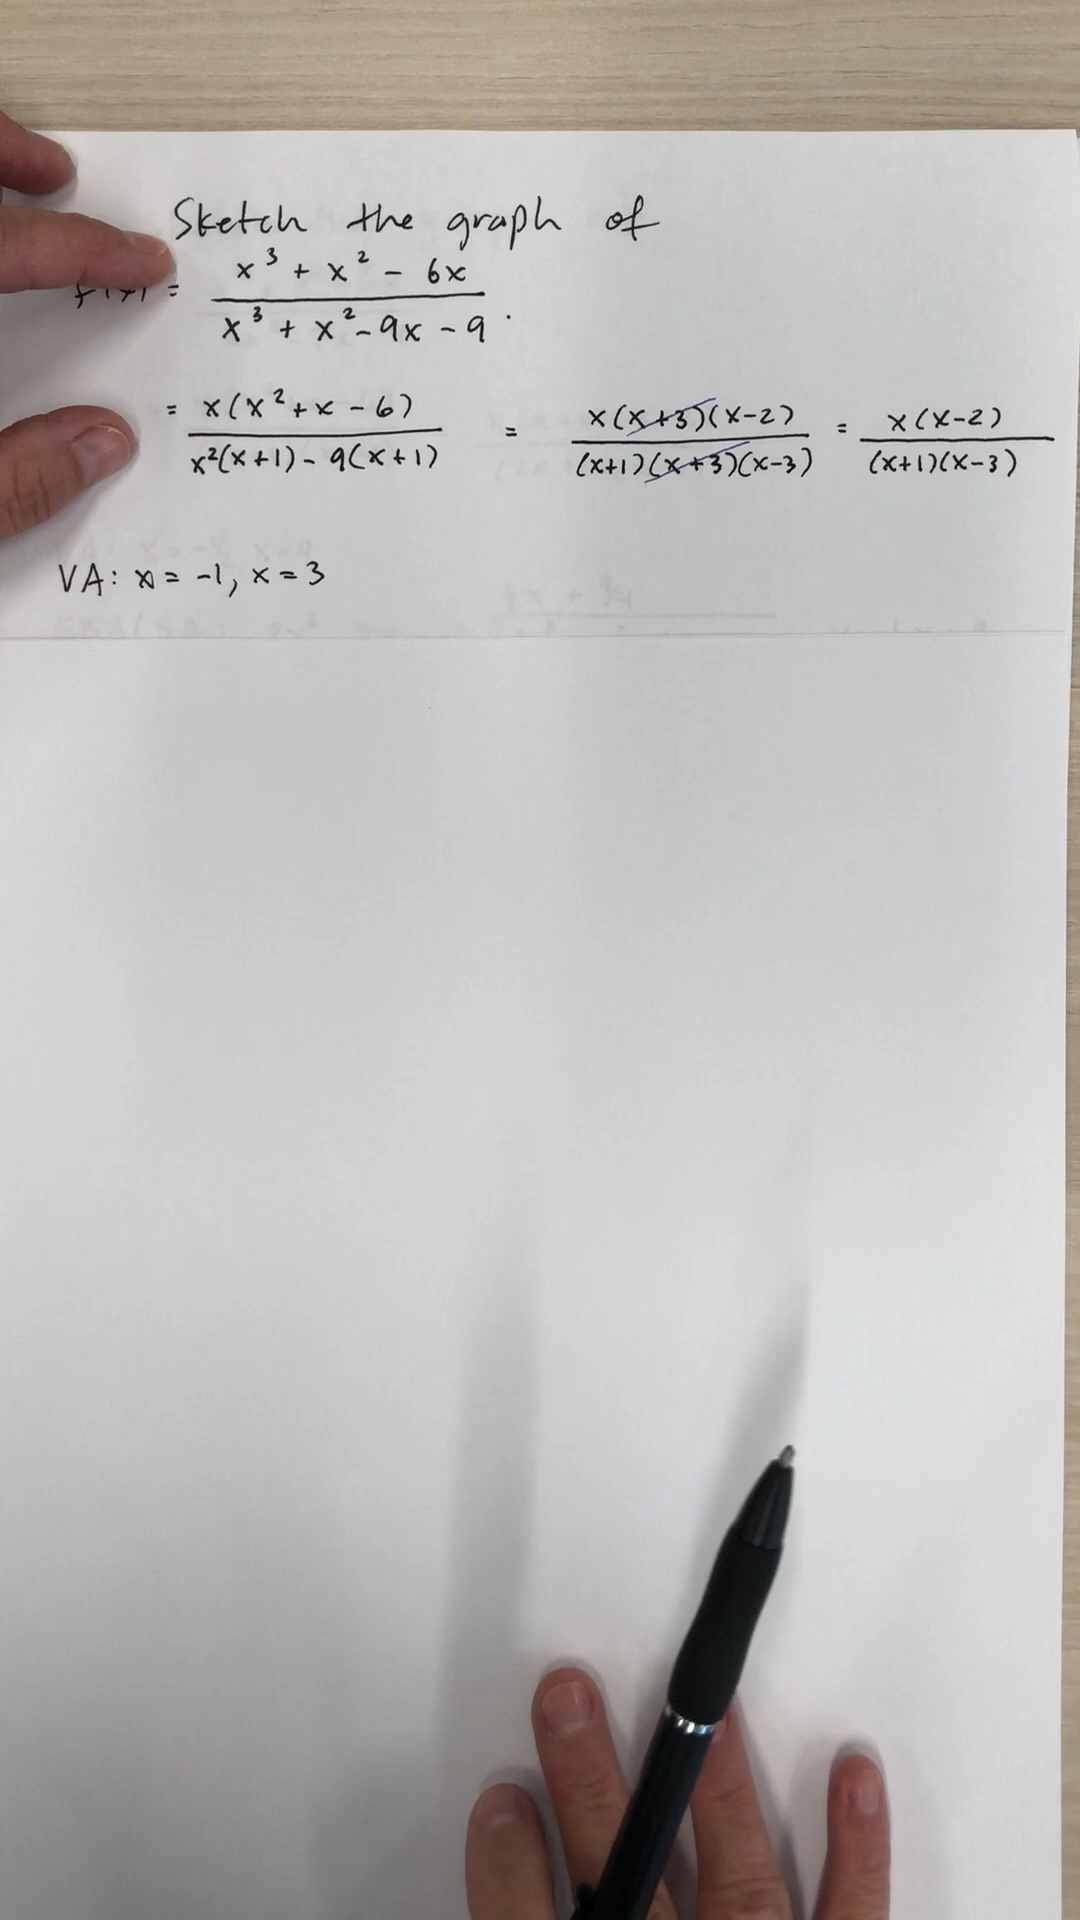 Sketch the graph of
f(x) = x³ + x² - 6x / x³ + x² - 9x - 9 .
= x(x² + x - 6) / x²(x+1) - 9(x+1) = x(x+3)(x-2) / (x+1)(x+3)(x-3) = x(x-2) / (x+1)(x-3)
VA: x = -1, x = 3